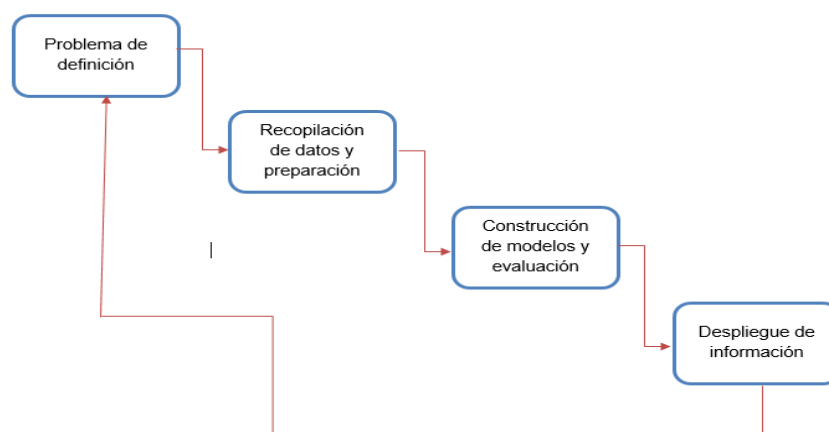 Problema de
definición
Recopilación
de datos y
preparación
Construcción
de modelos y
evaluación
Despliegue de
información